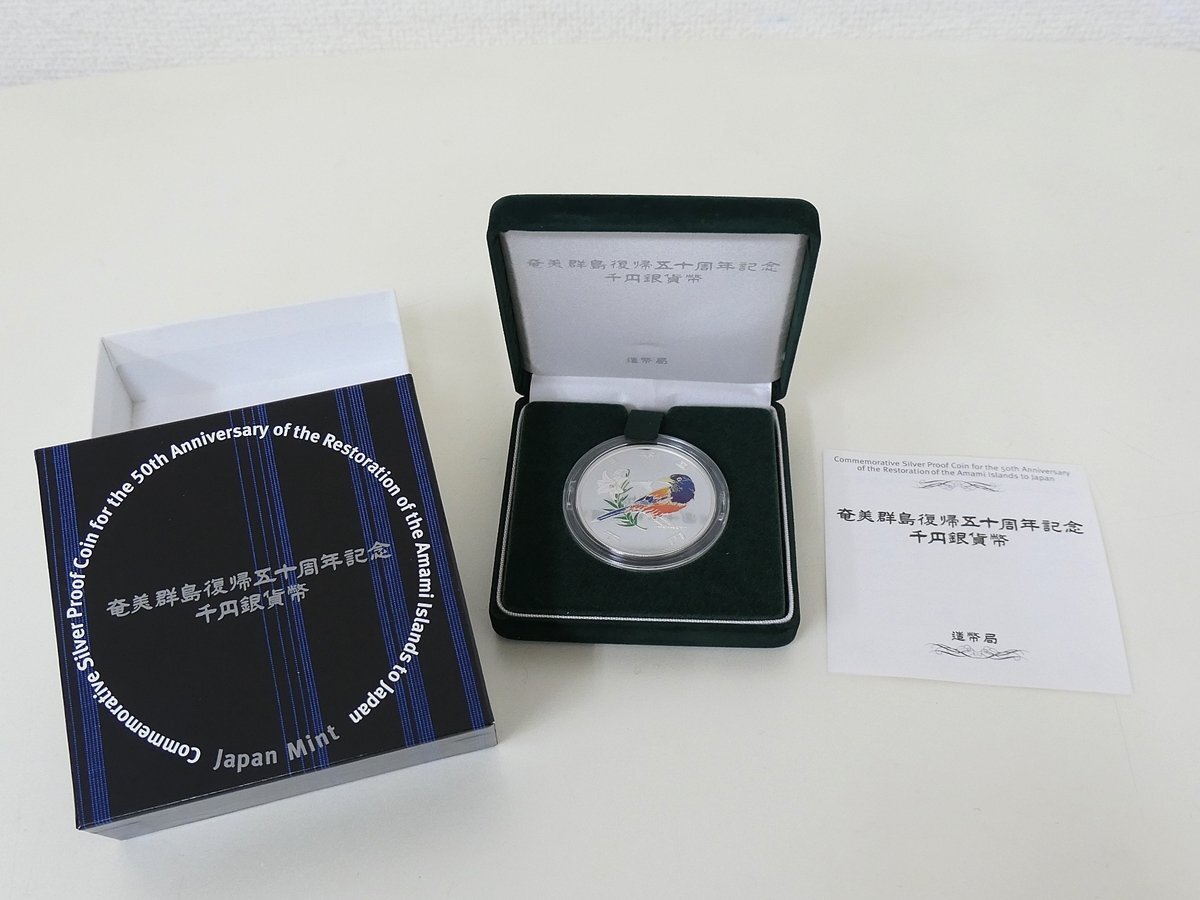 Commemorative Silver Proof Coin for the 50th Anniversary of the Restoration of the Amami Islands to Japan
奄美群島復帰五十周年記念
千円銀貨幣
Japan Mint
奄美群島復帰五十周年記念
千円銀貨幣
造幣局
Commemorative Silver Proof Coin for the 50th Anniversary
of the Restoration of the Amami Islands to Japan
奄美群島復帰五十周年記念
千円銀貨幣
造幣局